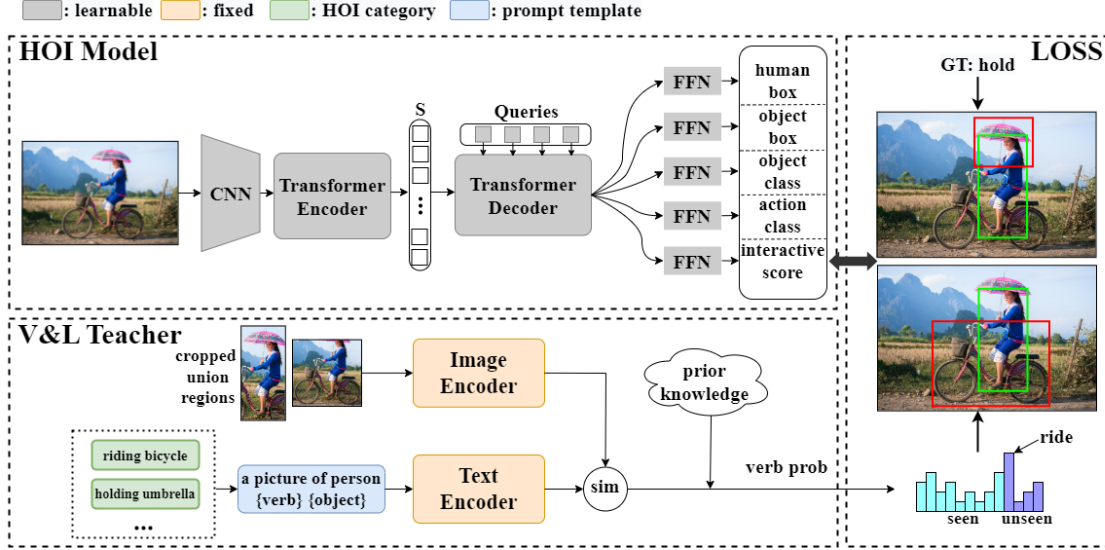 : learnable
: fixed
: HOI category
: prompt template
HOI Model
CNN
Transformer
Encoder
S
Queries
Transformer
Decoder
FFN
FFN
FFN
FFN
FFN
human
box
object
box
object
class
action
class
interactive
score
LOSS
GT: hold
V&L Teacher
cropped
union
regions
Image
Encoder
prior
knowledge
riding bicycle
holding umbrella
...
a picture of person
{verb} {object}
Text
Encoder
sim
verb prob
ride
seen
unseen